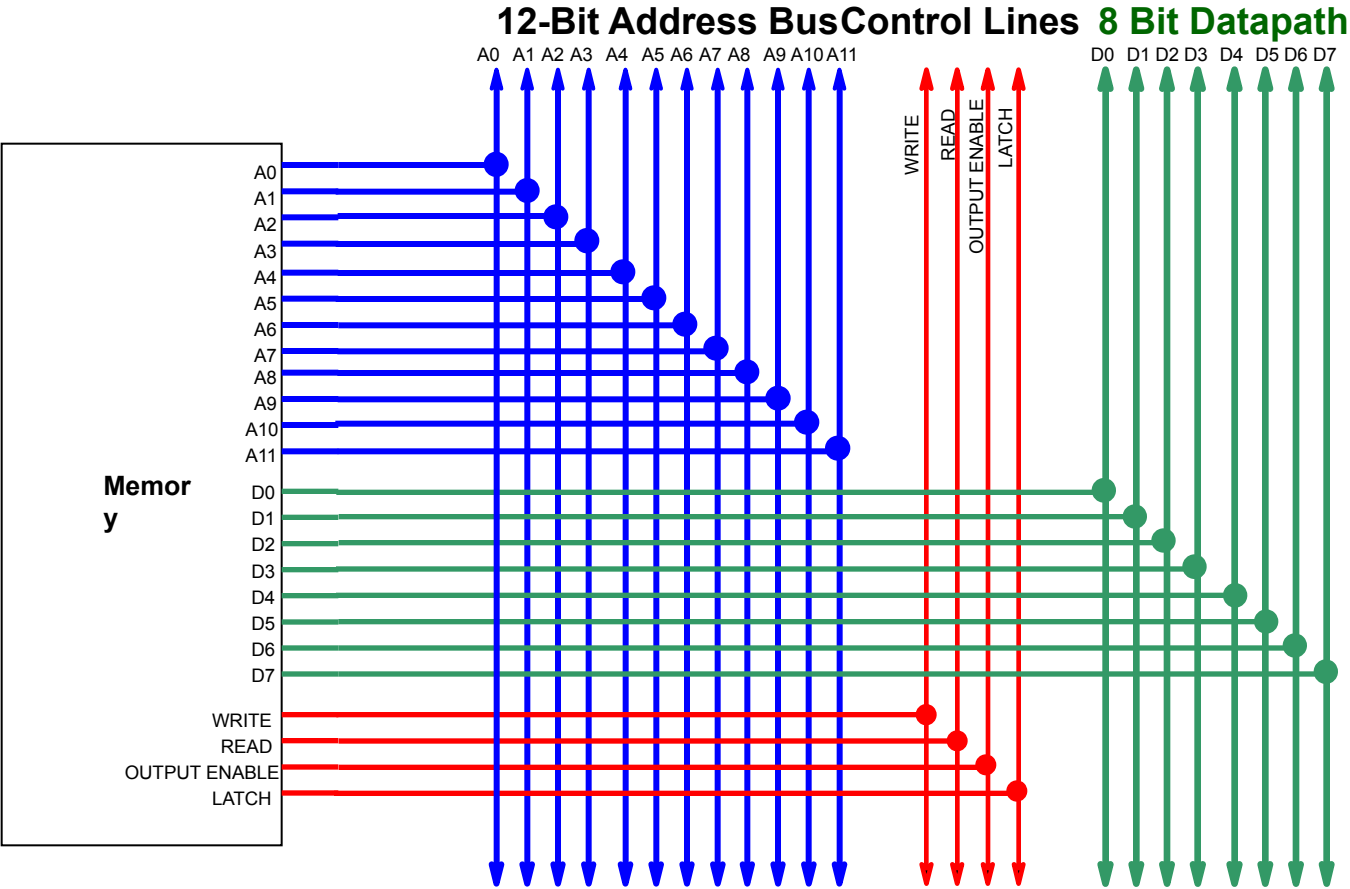 12-Bit Address Bus Control Lines 8 Bit Datapath
A0 A1 A2 A3 A4 A5 A6 A7 A8 A9 A10 A11 D0 D1 D2 D3 D4 D5 D6 D7
WRITE
READ
OUTPUT ENABLE
LATCH
A0
A1
A2
A3
A4
A5
A6
A7
A8
A9
A10
A11
Memor
y
D0
D1
D2
D3
D4
D5
D6
D7
WRITE
READ
OUTPUT ENABLE
LATCH